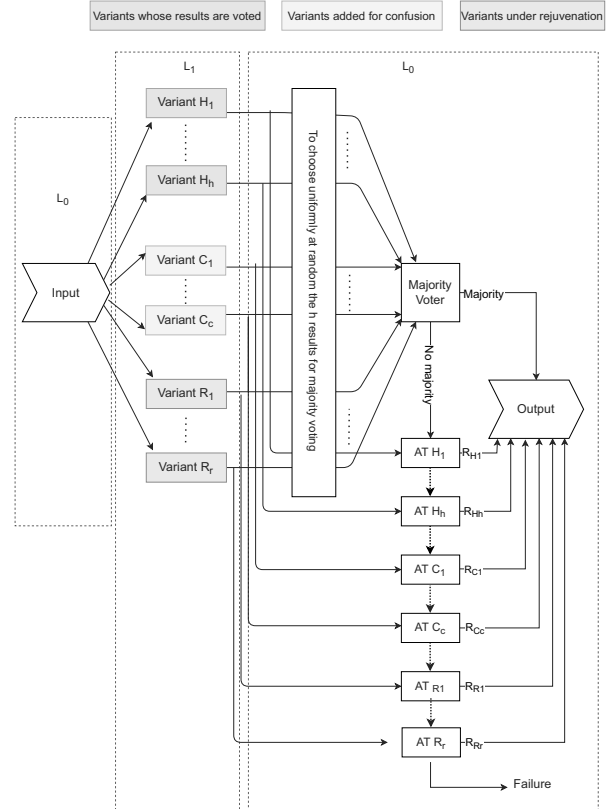 Variants whose results are voted
Variants added for confusion
Variants under rejuvenation
L1
L0
L0
Variant H1
Variant Hh
Variant C1
Variant Cc
Variant R1
Variant Rr
Input
To choose uniformly at random the h results for majority voting
Majority
Voter
Majority
No majority
Output
AT H1
RH1
AT Hh
RHh
AT C1
RC1
AT Cc
RCc
AT R1
RR1
AT Rr
RRr
Failure